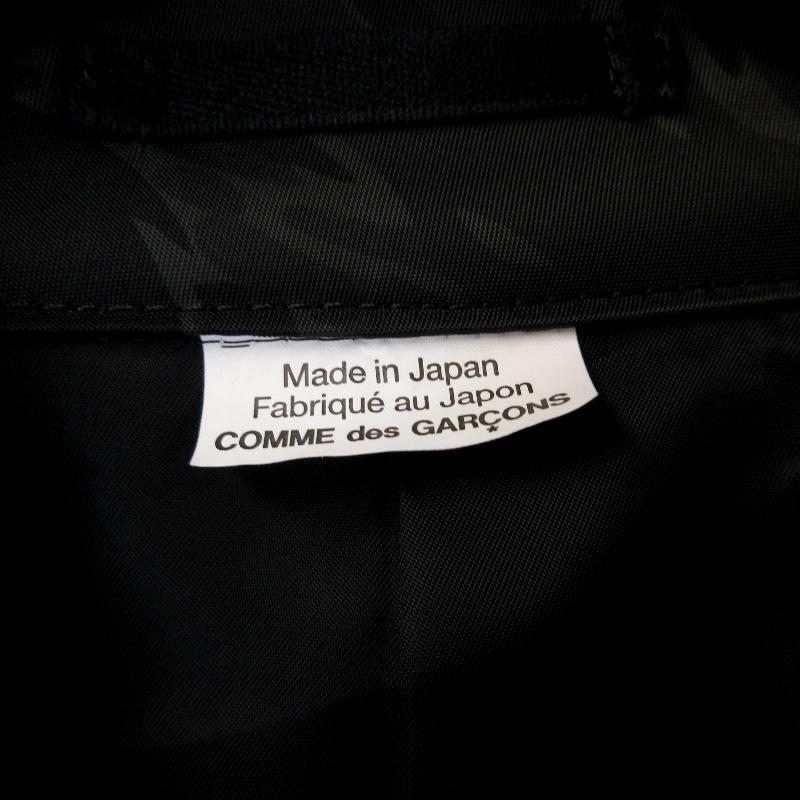 Made in Japan
Fabriqué au Japon
COMME des GARÇONS